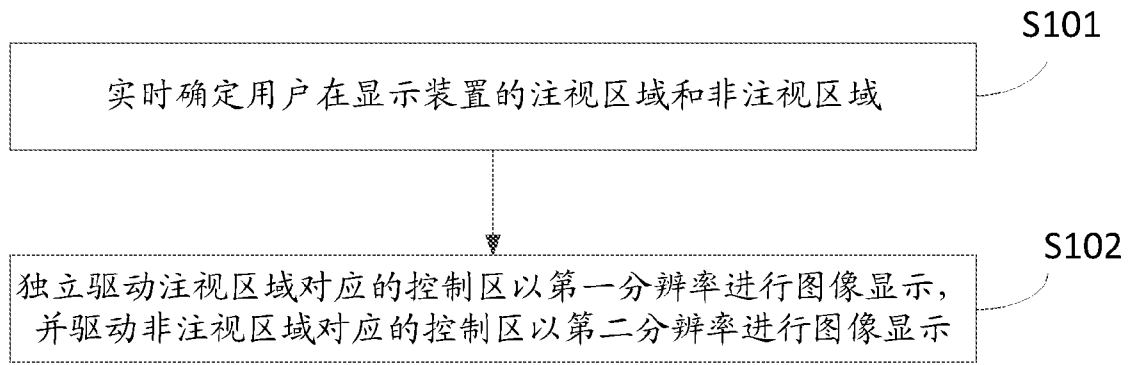 S101
实时确定用户在显示装置的注视区域和非注视区域
S102
独立驱动注视区域对应的控制区以第一分辨率进行图像显示，
并驱动非注视区域对应的控制区以第二分辨率进行图像显示